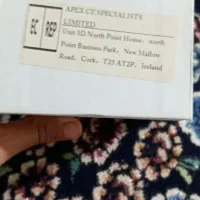 APEX CE SPECIALISTS
LIMITED
EC REP
Unit 3D North Point House, north
Point Business Park, New Mallow
Road, Cork, T23 AT2P, Ireland